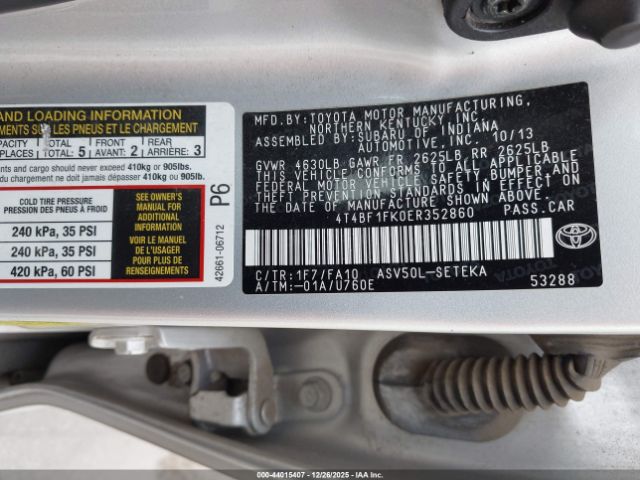 AND LOADING INFORMATION
EMENTS SUR LES PNEUS ET LE CHARGEMENT
PACITY TOTAL FRONT REAR
PLACES TOTAL: 5 AVANT: 2 ARRIÈRE: 3
nts and cargo should never exceed 410kg or 905lbs.
du chargement ne doit jamais dépasser 410kg ou 905lbs.
COLD TIRE PRESSURE
PRESSION DES PNEUS À FROID
240 kPa, 35 PSI
240 kPa, 35 PSI
420 kPa, 60 PSI
SEE OWNER'S
MANUAL FOR
ADDITIONAL
INFORMATION
VOIR LE MANUEL
DE L'USAGER
POUR PLUS DE
RENSEIGNEMENTS
P6
42661-06712
MFD.BY: TOYOTA MOTOR MANUFACTURING,
NORTHERN KENTUCKY, INC.
ASSEMBLED BY: SUBARU OF INDIANA
AUTOMOTIVE, INC. 10/13
GVWR 4630LB GAWR FR 2625LB RR 2625LB
THIS VEHICLE CONFORMS TO ALL APPLICABLE
FEDERAL MOTOR VEHICLE SAFETY, BUMPER, AND
THEFT PREVENTION STANDARDS IN EFFECT ON
THE DATE OF MANUFACTURE SHOWN ABOVE.
4T4BF1FK0ER352860 PASS.CAR
C/TR:1F7/FA10 ASV50L-SETEKA
A/TM:-01A/U760E
53288
TOYOTA
000-44015407 - 12/26/2025 - COPYRIGHT IAA, LLC.